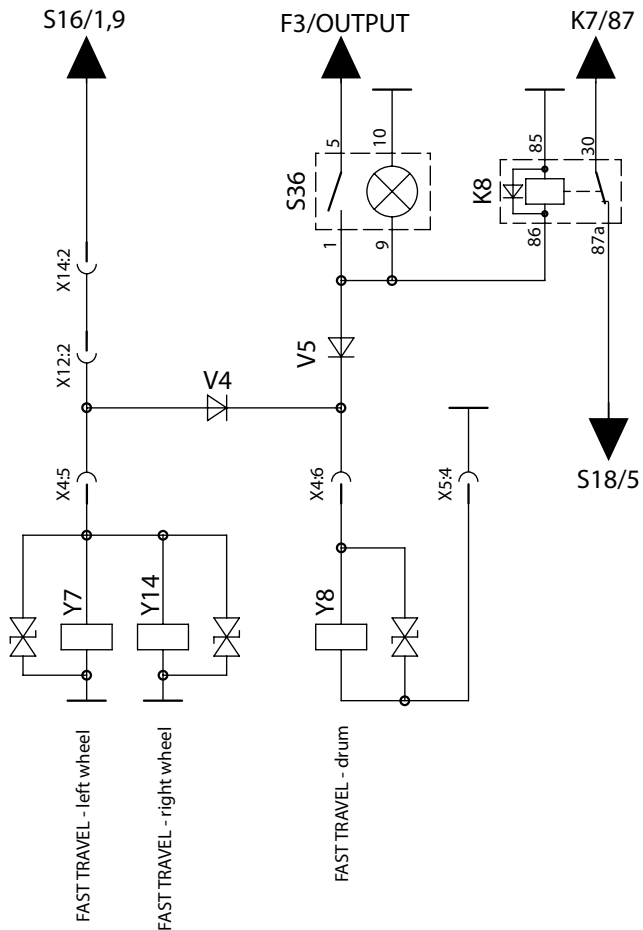 S16/1,9
F3/OUTPUT
K7/87
5
10
85
30
S36
K8
1
9
86
87a
X14:2
X12:2
V5
V4
X4:5
X4:6
X5:4
S18/5
Y7
Y14
Y8
FAST TRAVEL - left wheel
FAST TRAVEL - right wheel
FAST TRAVEL - drum